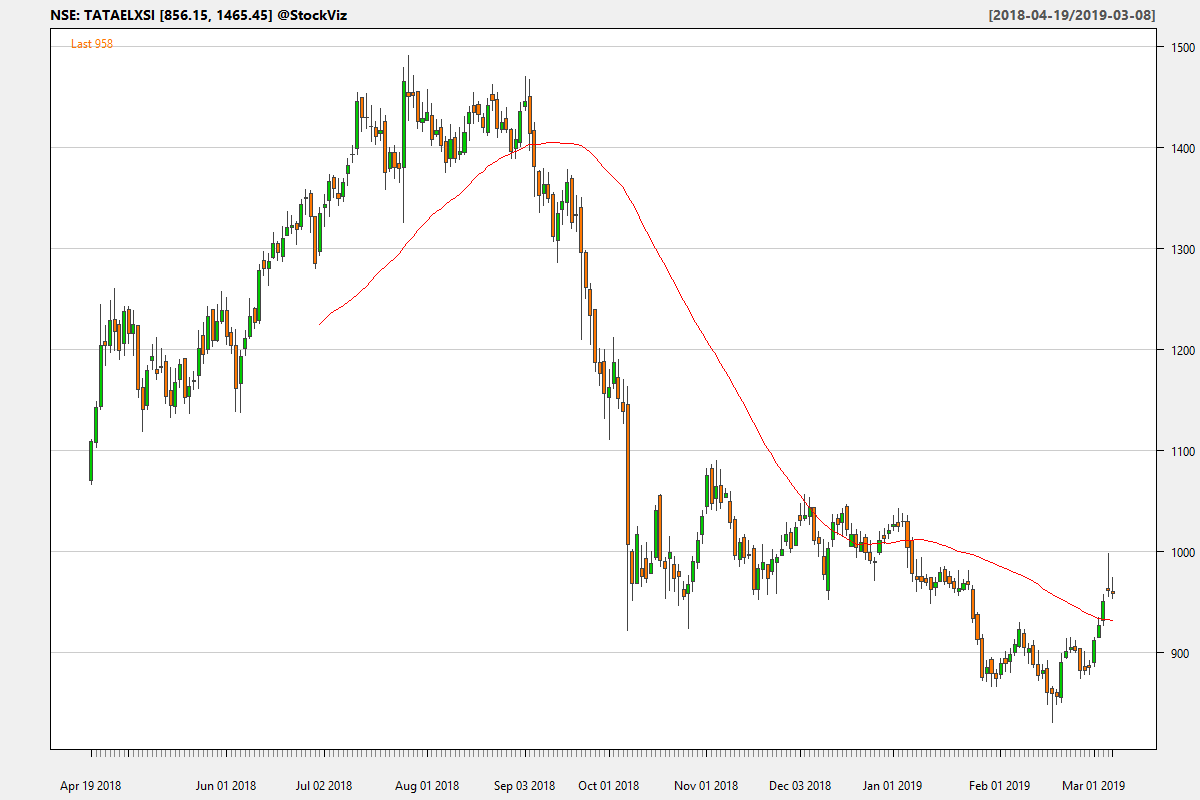 NSE: TATAELXSI [856.15, 1465.45] @StockViz [2018-04-19/2019-03-08]
Last 958
1500
1400
1300
1200
1100
1000
900
Apr 19 2018 Jun 01 2018 Jul 02 2018 Aug 01 2018 Sep 03 2018 Oct 01 2018 Nov 01 2018 Dec 03 2018 Jan 01 2019 Feb 01 2019 Mar 01 2019